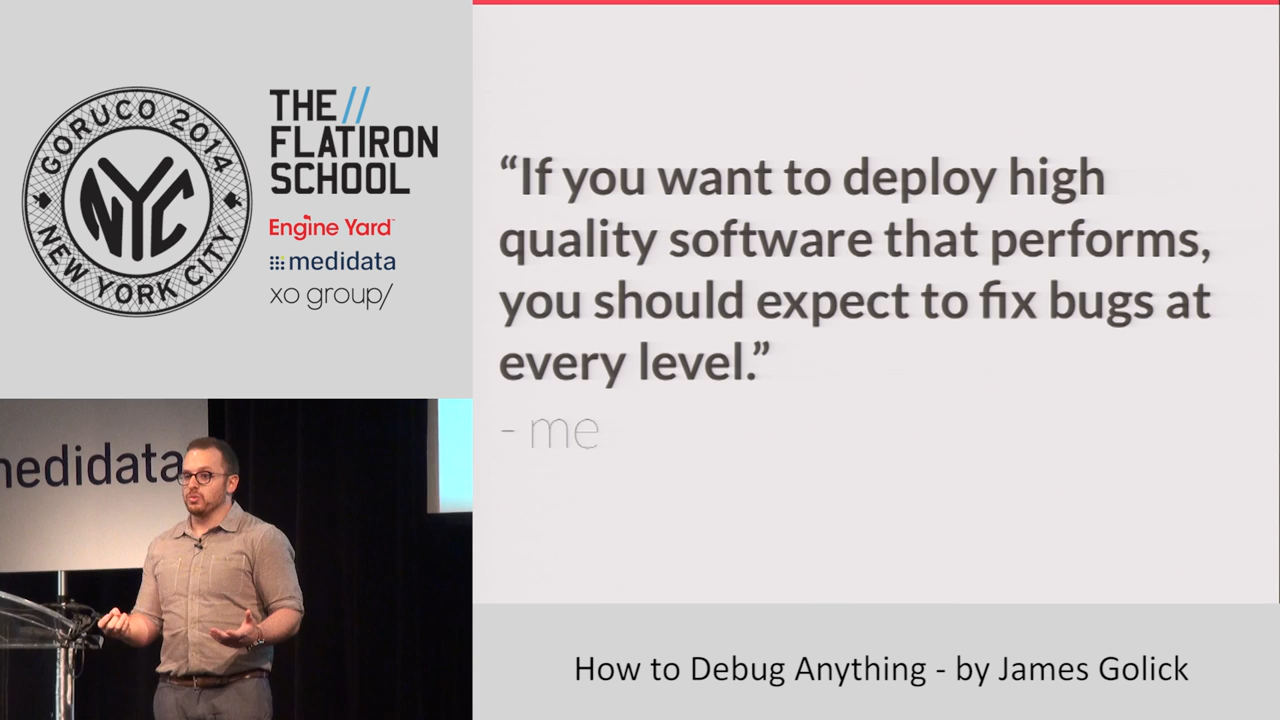 GORUCO 2014
NYC
NEW YORK CITY
THE //
FLATIRON
SCHOOL
Engine Yard
medidata
xo group/
“If you want to deploy high
quality software that performs,
you should expect to fix bugs at
every level.”
- me
medidata
How to Debug Anything - by James Golick